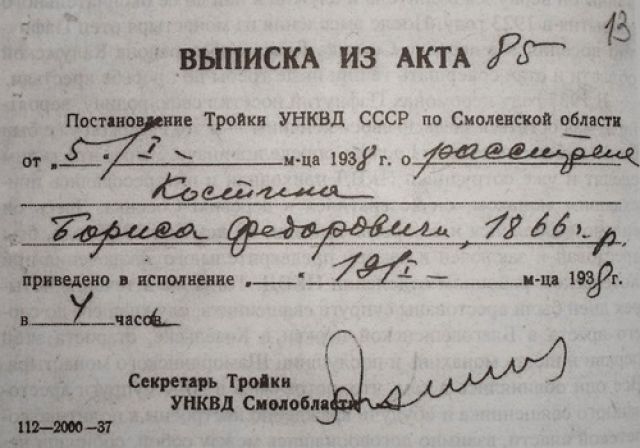 13
ВЫПИСКА ИЗ АКТА 85
Постановление Тройки УНКВД СССР по Смоленской области
от „5 “/I – м-ца 1938 г. о расстреле
Костина
Бориса Федоровича, 1866 г. р.
приведено в исполнение „19“/I – м-ца 1938 г.
в 4 часов
Секретарь Тройки
УНКВД Смолобласти
112—2000—37